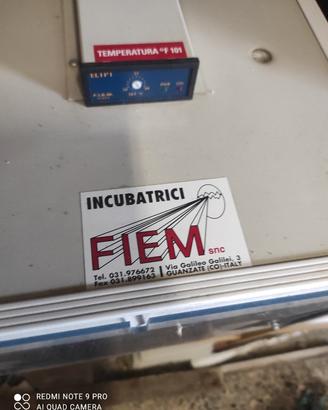 TEMPERATURA °F 101
INCUBATRICI
FIEM snc
Tel. 031.976672
Fax 031.899163
Via Galileo Galilei, 3
GUANZATE (CO)-ITALY
REDMI NOTE 9 PRO
AI QUAD CAMERA